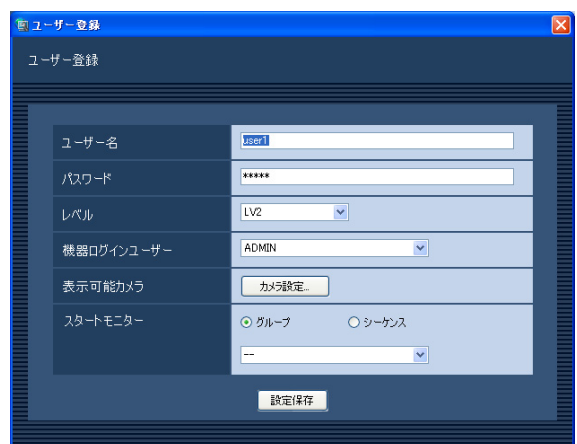 ユーザー登録
ユーザー登録
ユーザー名 user1
パスワード *****
レベル LV2
機器ログインユーザー ADMIN
表示可能カメラ カメラ設定...
スタートモニター グループ シーケンス
--
設定保存